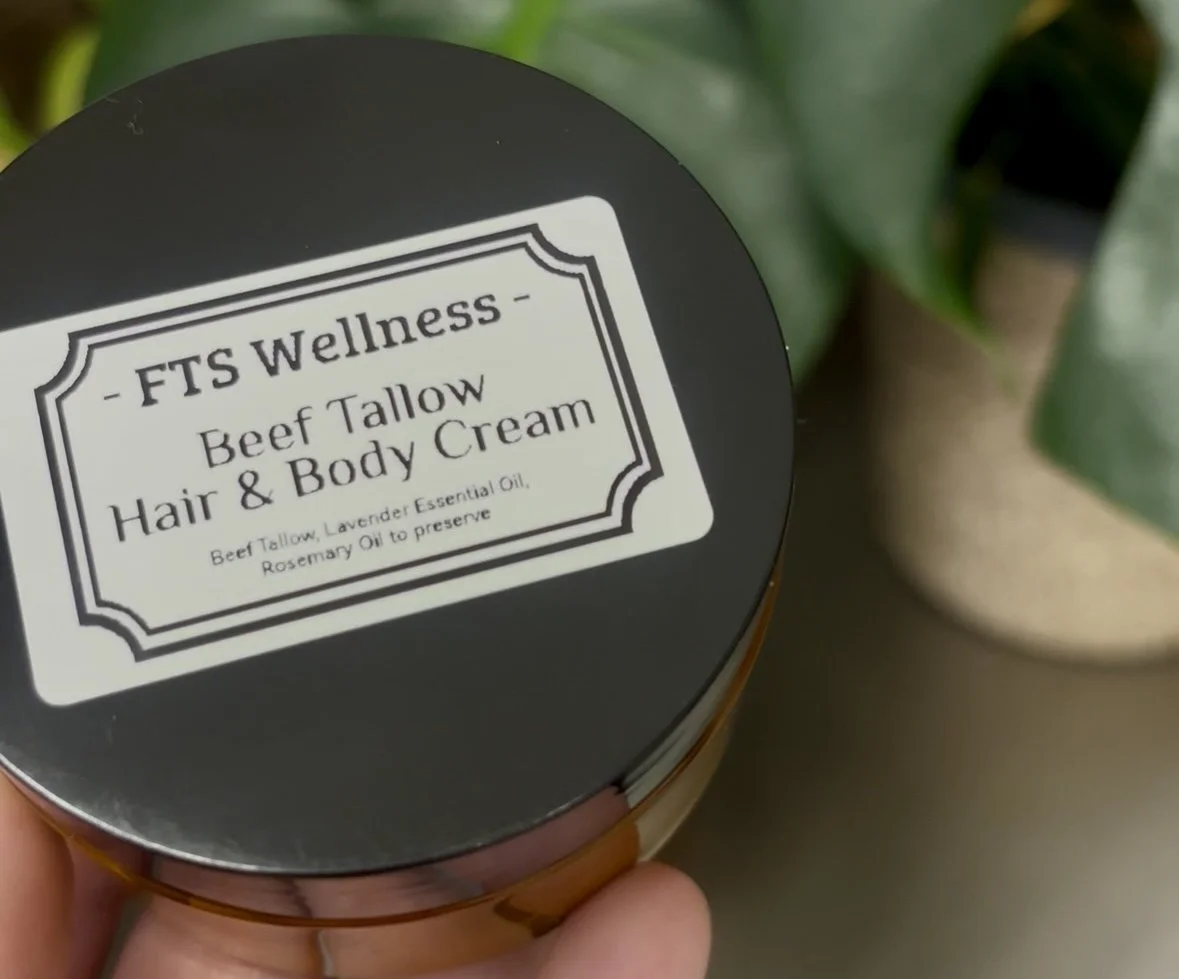 - FTS Wellness -
Beef Tallow
Hair & Body Cream
Beef Tallow, Lavender Essential Oil,
Rosemary Oil to preserve